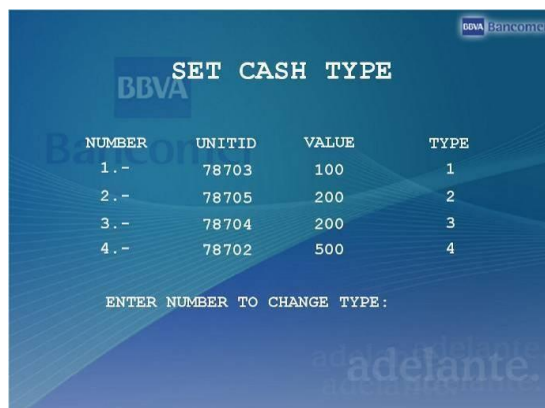 BBVA Bancomer
SET CASH TYPE
BBVA
Bancomer
NUMBER UNITID VALUE TYPE
1.- 78703 100 1
2.- 78705 200 2
3.- 78704 200 3
4.- 78702 500 4
ENTER NUMBER TO CHANGE TYPE:
adelante.